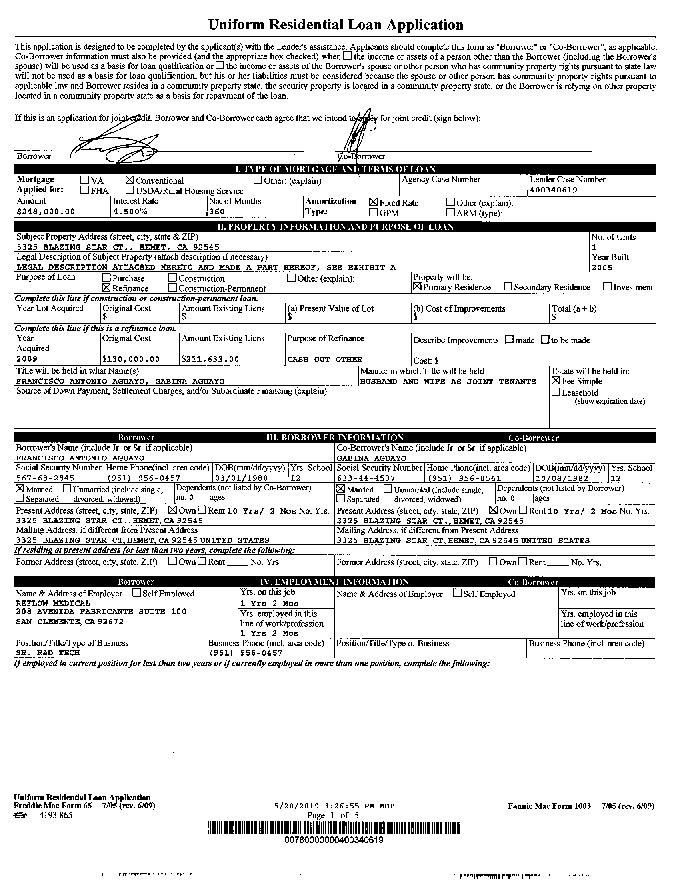 Uniform Residential Loan Application
This application is designed to be completed by the applicant(s) with the Lender's assistance. Applicants should complete this form as "Borrower" or "Co-Borrower", as applicable.
Co-Borrower information must also be provided (and the appropriate box checked) when ☐ the income or assets of a person other than the Borrower (including the Borrower's
spouse) will be used as a basis for loan qualification or ☐ the income or assets of the Borrower's spouse or other person who has community property rights pursuant to state law
will not be used as a basis for loan qualification, but his or her liabilities must be considered because the spouse or other person has community property rights pursuant to
applicable law and Borrower resides in a community property state, the security property is located in a community property state, or the Borrower is relying on other property
located in a community property state as a basis for repayment of the loan.
If this is an application for joint credit, Borrower and Co-Borrower each agree that we intend to apply for joint credit (sign below):
Borrower Co-Borrower
I. TYPE OF MORTGAGE AND TERMS OF LOAN
Mortgage ☐ VA ☒ Conventional ☐ Other: (explain) Agency Case Number Lender Case Number
Applied for: ☐ FHA ☐ USDA/Rural Housing Service 400340619
Amount Interest Rate No. of Months Amortization ☒ Fixed Rate ☐ Other (explain):
$248,000.00 4.500% 360 Type: ☐ GPM ☐ ARM (type):
II. PROPERTY INFORMATION AND PURPOSE OF LOAN
Subject Property Address (street, city, state & ZIP) No. of Units
3325 BLAZING STAR CT., HEMET, CA 92545 1
Legal Description of Subject Property (attach description if necessary) Year Built
LEGAL DESCRIPTION ATTACHED HERETO AND MADE A PART HEREOF, SEE EXHIBIT A 2005
Purpose of Loan ☐ Purchase ☐ Construction ☐ Other (explain): Property will be:
☒ Refinance ☐ Construction-Permanent ☒ Primary Residence ☐ Secondary Residence ☐ Investment
Complete this line if construction or construction-permanent loan.
Year Lot Acquired Original Cost Amount Existing Liens (a) Present Value of Lot (b) Cost of Improvements Total (a + b)
$ $ $ $ $
Complete this line if this is a refinance loan.
Year Original Cost Amount Existing Liens Purpose of Refinance Describe Improvements ☐ made ☐ to be made
Acquired
2009 $130,000.00 $211,633.00 CASH OUT OTHER Cost: $
Title will be held in what Name(s) Manner in which Title will be held Estate will be held in:
FRANCISCO ANTONIO AGUAYO, GABINA AGUAYO HUSBAND AND WIFE AS JOINT TENANTS ☒ Fee Simple
Source of Down Payment, Settlement Charges, and/or Subordinate Financing (explain) ☐ Leasehold
(show expiration date)
Borrower III. BORROWER INFORMATION Co-Borrower
Borrower's Name (include Jr. or Sr. if applicable) Co-Borrower's Name (include Jr. or Sr. if applicable)
FRANCISCO ANTONIO AGUAYO GABINA AGUAYO
Social Security Number Home Phone(incl. area code) DOB(mm/dd/yyyy) Yrs. School Social Security Number Home Phone(incl. area code) DOB(mm/dd/yyyy) Yrs. School
(951) 956-0457 12 12
☒ Married ☐ Unmarried (include single, Dependents (not listed by Co-Borrower) ☒ Married ☐ Unmarried (include single, Dependents (not listed by Borrower)
☐ Separated divorced, widowed) no. 0 ages ☐ Separated divorced, widowed) no. 0 ages
Present Address (street, city, state, ZIP) ☒ Own ☐ Rent 10 Yrs/ 2 Mos No. Yrs. Present Address (street, city, state, ZIP) ☒ Own ☐ Rent 10 Yrs/ 2 Mos No. Yrs.
3325 BLAZING STAR CT., HEMET, CA 92545 3325 BLAZING STAR CT., HEMET, CA 92545
Mailing Address, if different from Present Address Mailing Address, if different from Present Address
3325 BLAZING STAR CT, HEMET, CA 92545 UNITED STATES 3325 BLAZING STAR CT, HEMET, CA 92545 UNITED STATES
If residing at present address for less than two years, complete the following:
Former Address (street, city, state, ZIP) ☐ Own ☐ Rent ____ No. Yrs. Former Address (street, city, state, ZIP) ☐ Own ☐ Rent ____ No. Yrs.
Borrower IV. EMPLOYMENT INFORMATION Co-Borrower
Name & Address of Employer ☐ Self Employed Yrs. on this job Name & Address of Employer ☐ Self Employed Yrs. on this job
REFLOW MEDICAL 1 Yrs 2 Mos
208 AVENIDA FABRICANTE SUITE 100 Yrs. employed in this Yrs. employed in this
SAN CLEMENTE, CA 92672 line of work/profession line of work/profession
1 Yrs 2 Mos
Position/Title/Type of Business Business Phone (incl. area code) Position/Title/Type of Business Business Phone (incl. area code)
SR. R&D TECH (951) 956-0457
If employed in current position for less than two years or if currently employed in more than one position, complete the following:
Uniform Residential Loan Application
Freddie Mac Form 65 7/05 (rev. 6/09) 5/20/2019 3:26:55 PM MDT Fannie Mae Form 1003 7/05 (rev. 6/09)
Page 1 of 5